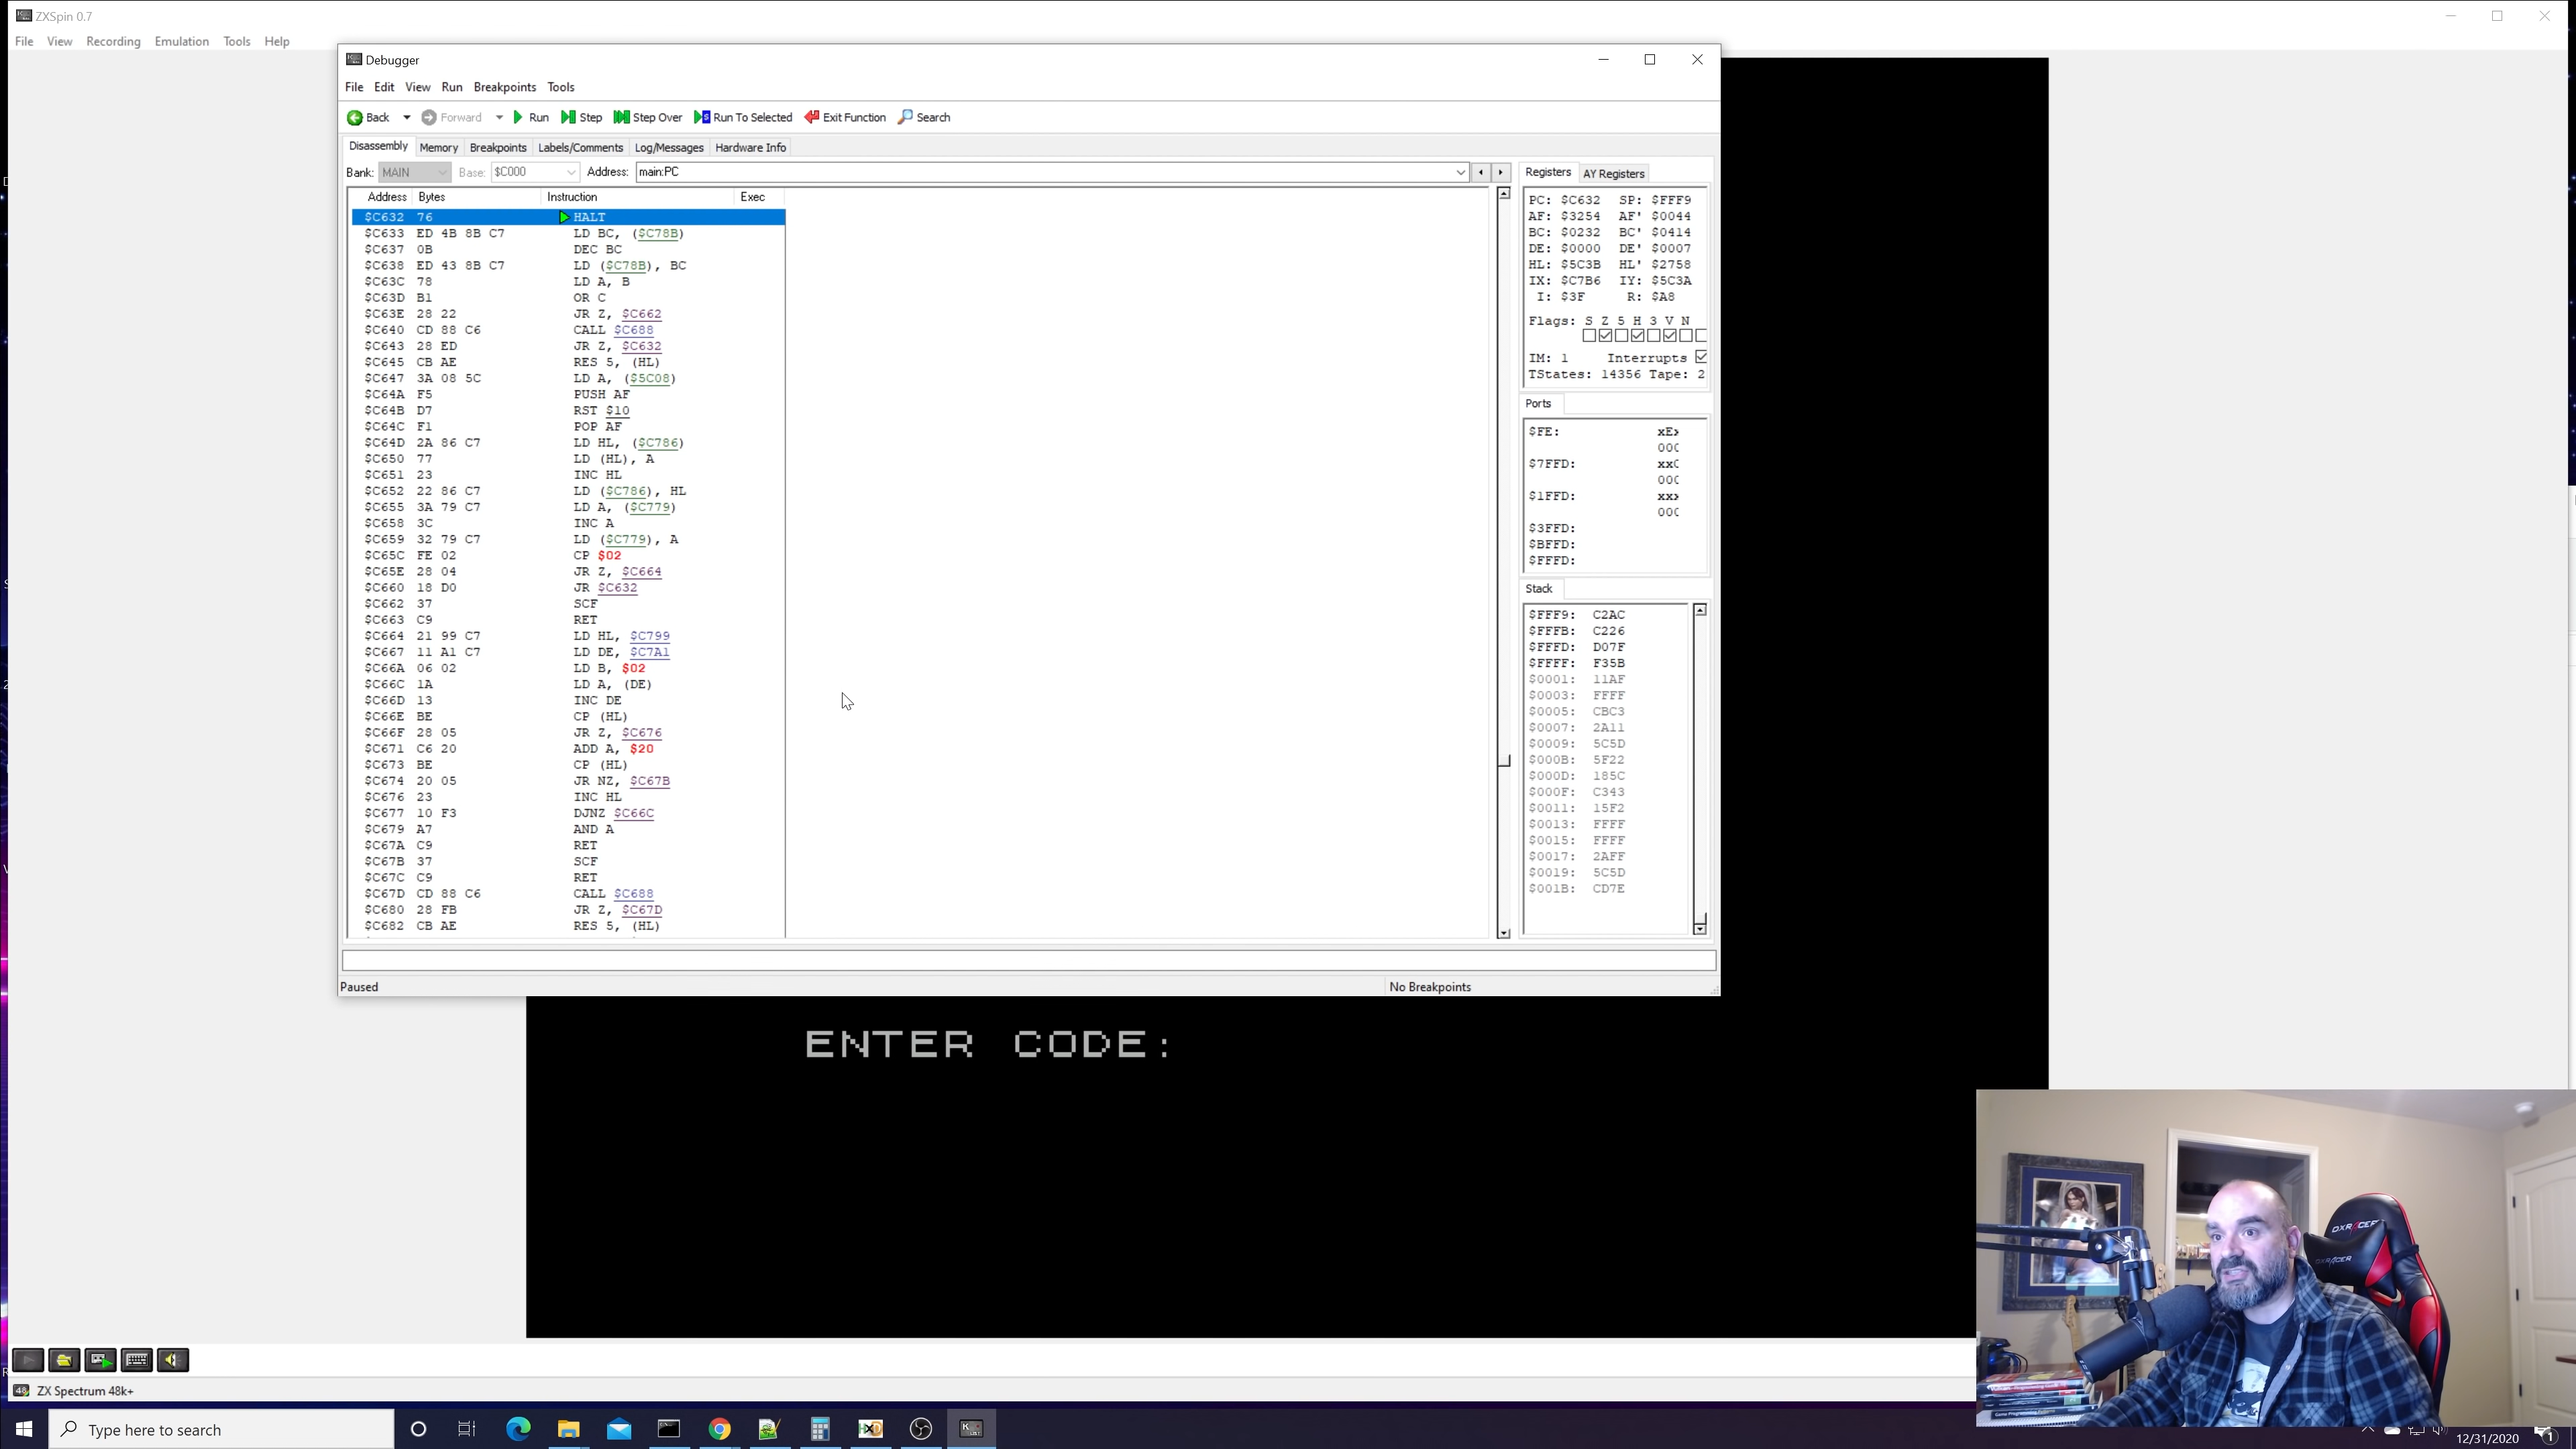 ZXSpin 0.7
File View Recording Emulation Tools Help
Debugger
File Edit View Run Breakpoints Tools
Back Forward Run Step Step Over Run To Selected Exit Function Search
Disassembly Memory Breakpoints Labels/Comments Log/Messages Hardware Info
Bank: MAIN Base: $C000 Address: main:PC
Address Bytes Instruction Exec
$C632 76 HALT
$C633 ED 4B 8B C7 LD BC, ($C78B)
$C637 0B DEC BC
$C638 ED 43 8B C7 LD ($C78B), BC
$C63C 78 LD A, B
$C63D B1 OR C
$C63E 28 22 JR Z, $C662
$C640 CD 88 C6 CALL $C688
$C643 28 ED JR Z, $C632
$C645 CB AE RES 5, (HL)
$C647 3A 08 5C LD A, ($5C08)
$C64A F5 PUSH AF
$C64B D7 RST $10
$C64C F1 POP AF
$C64D 2A 86 C7 LD HL, ($C786)
$C650 77 LD (HL), A
$C651 23 INC HL
$C652 22 86 C7 LD ($C786), HL
$C655 3A 79 C7 LD A, ($C779)
$C658 3C INC A
$C659 32 79 C7 LD ($C779), A
$C65C FE 02 CP $02
$C65E 28 04 JR Z, $C664
$C660 18 D0 JR $C632
$C662 37 SCF
$C663 C9 RET
$C664 21 99 C7 LD HL, $C799
$C667 11 A1 C7 LD DE, $C7A1
$C66A 06 02 LD B, $02
$C66C 1A LD A, (DE)
$C66D 13 INC DE
$C66E BE CP (HL)
$C66F 28 05 JR Z, $C676
$C671 C6 20 ADD A, $20
$C673 BE CP (HL)
$C674 20 05 JR NZ, $C67B
$C676 23 INC HL
$C677 10 F3 DJNZ $C66C
$C679 A7 AND A
$C67A C9 RET
$C67B 37 SCF
$C67C C9 RET
$C67D CD 88 C6 CALL $C688
$C680 28 FB JR Z, $C67D
$C682 CB AE RES 5, (HL)
Registers AY Registers
PC: $C632 SP: $FFF9
AF: $3254 AF' $0044
BC: $0232 BC' $0414
DE: $0000 DE' $0007
HL: $5C3B HL' $2758
IX: $C7B6 IY: $5C3A
I: $3F R: $A8
Flags: S Z 5 H 3 V N
IM: 1 Interrupts
TStates: 14356 Tape: 2
Ports
$FE: xEx
000
$7FFD: xx0
000
$1FFD: xxx
000
$3FFD:
$BFFD:
$FFFD:
Stack
$FFF9: C2AC
$FFFB: C226
$FFFD: D07F
$FFFF: F35B
$0001: 11AF
$0003: FFFF
$0005: CBC3
$0007: 2A11
$0009: 5C5D
$000B: 5F22
$000D: 185C
$000F: C343
$0011: 15F2
$0013: FFFF
$0015: FFFF
$0017: 2AFF
$0019: 5C5D
$001B: CD7E
Paused No Breakpoints
ENTER CODE:
DXRACER
DXRACER
ZX Spectrum 48k+
Type here to search
12/31/2020
1